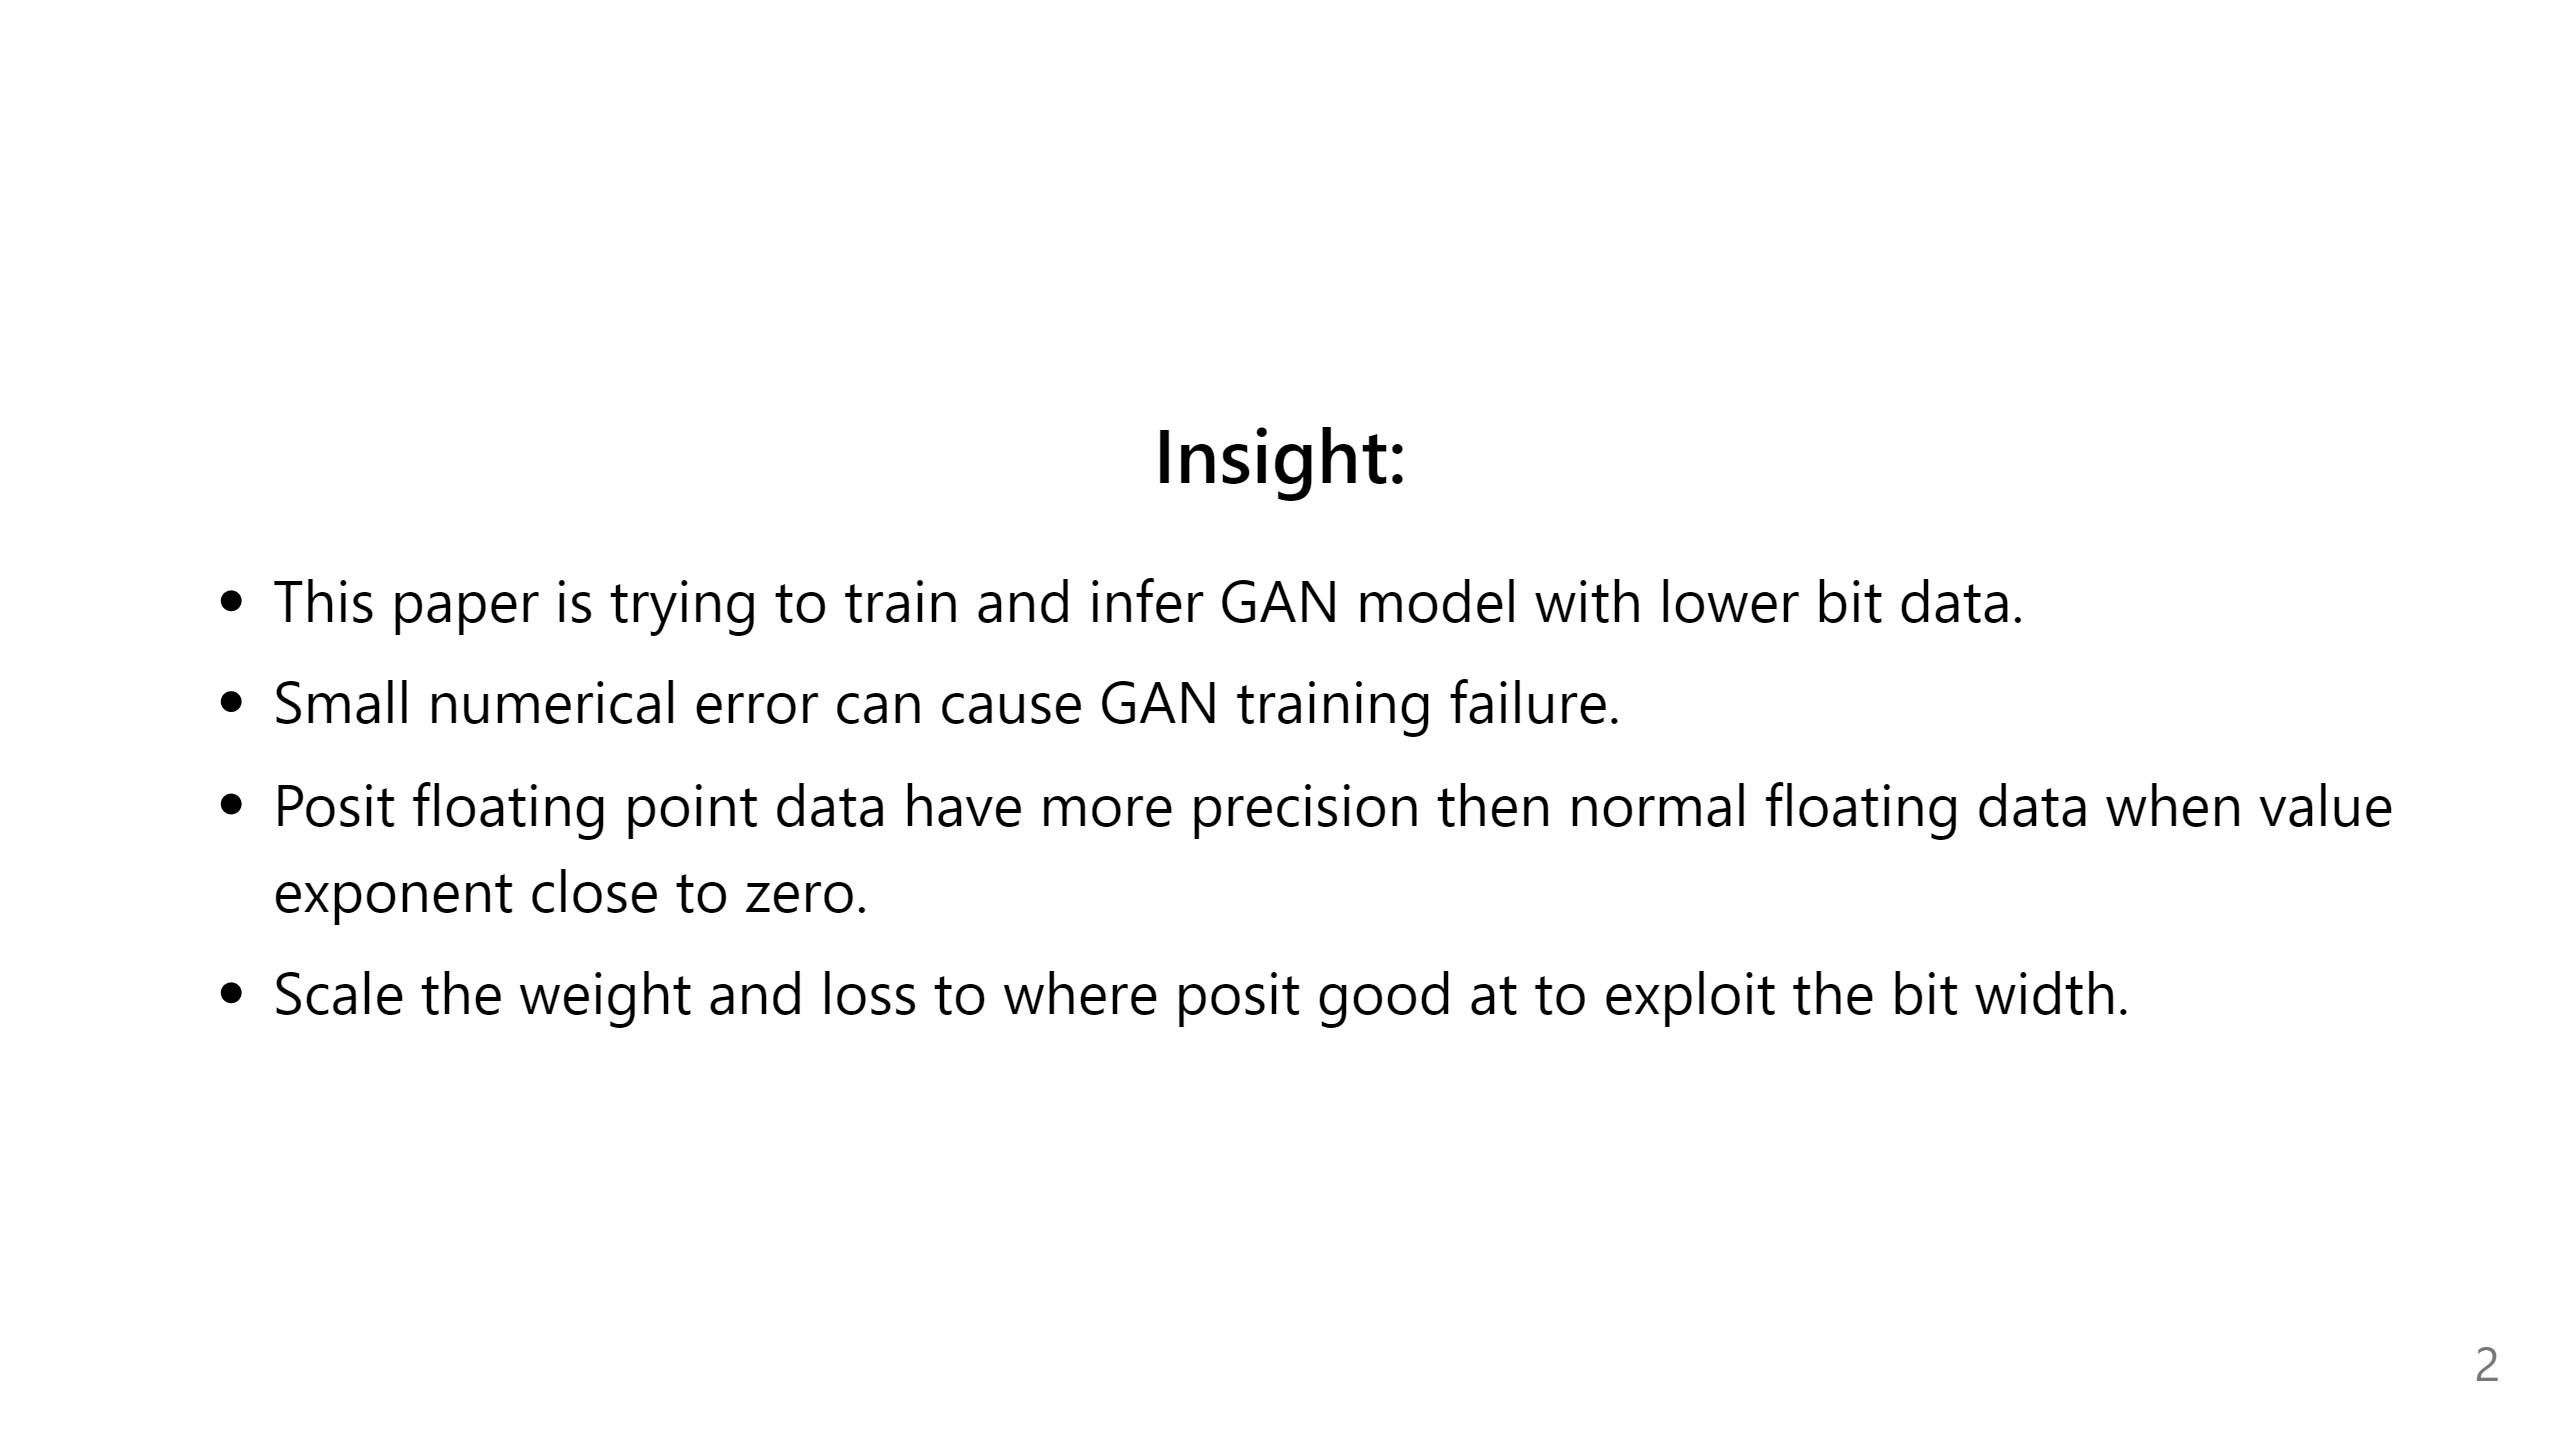 Insight:
• This paper is trying to train and infer GAN model with lower bit data.
• Small numerical error can cause GAN training failure.
• Posit floating point data have more precision then normal floating data when value
exponent close to zero.
• Scale the weight and loss to where posit good at to exploit the bit width.
2